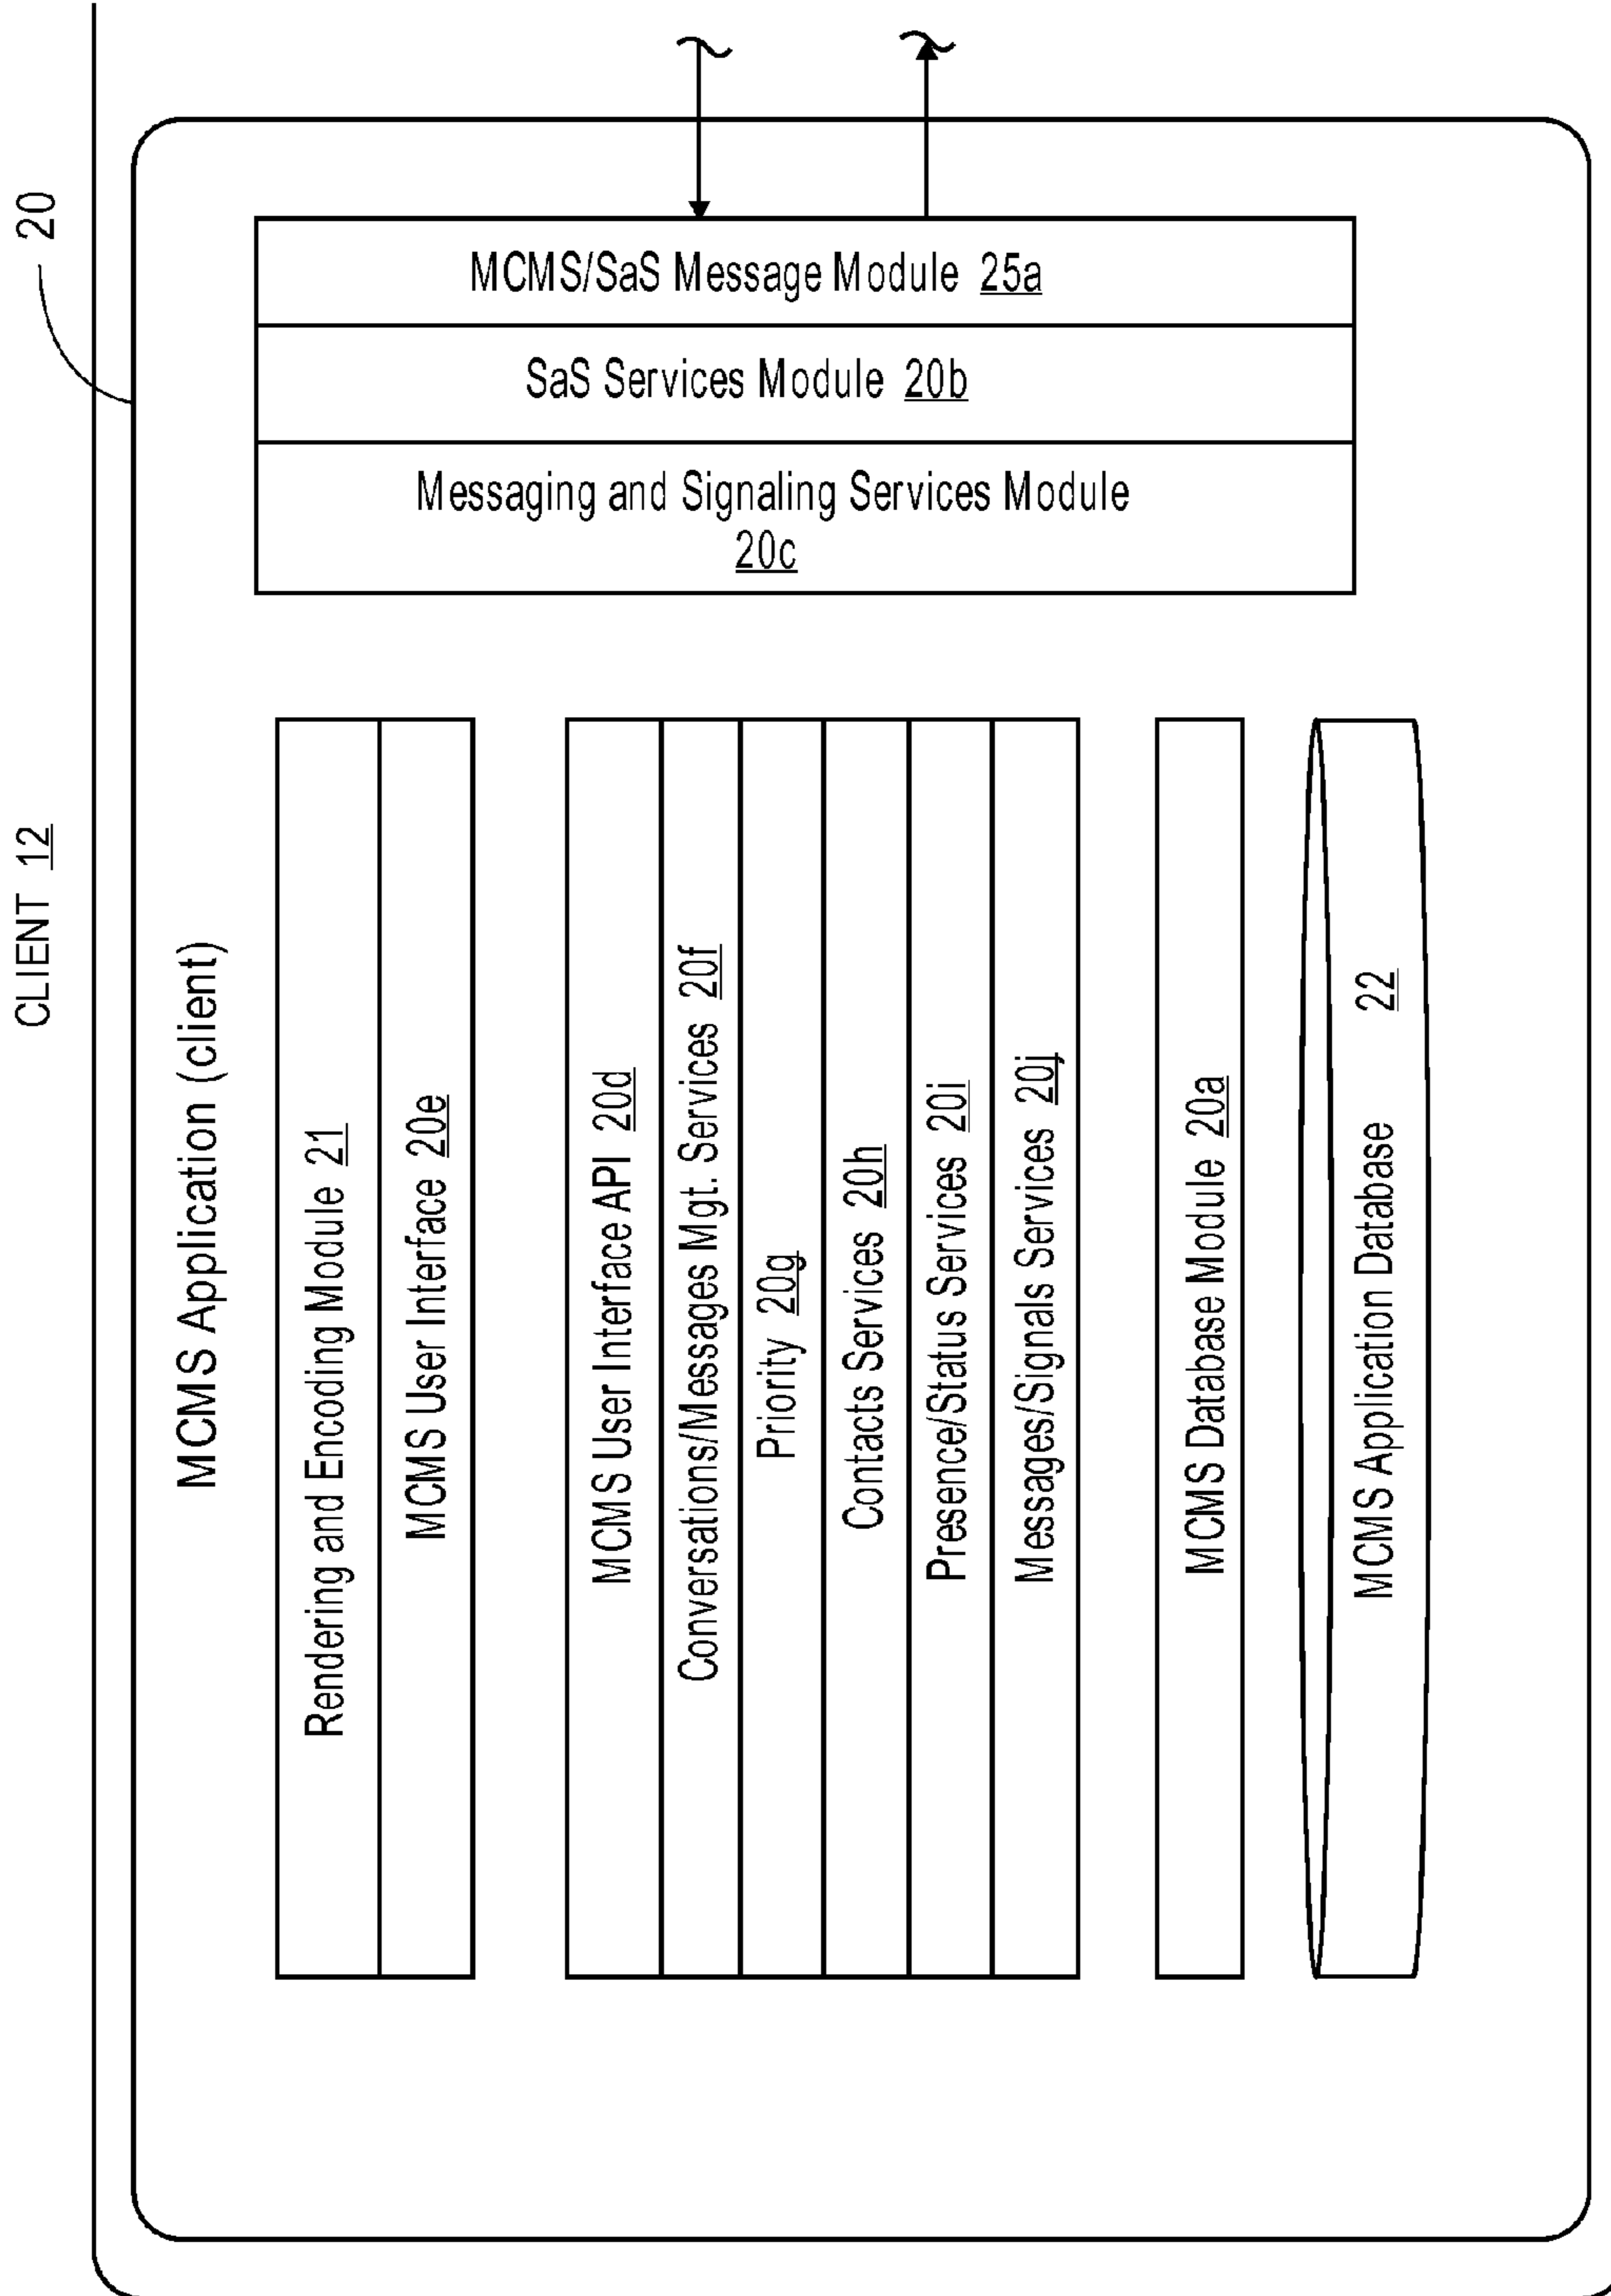 CLIENT 12
20
MCMS Application (client)
Rendering and Encoding Module 21
MCMS User Interface 20e
MCMS User Interface API 20d
Conversations/Messages Mgt. Services 20f
Priority 20g
Contacts Services 20h
Presence/Status Services 20i
Messages/Signals Services 20j
MCMS Database Module 20a
MCMS Application Database 22
MCMS/SaS Message Module 25a
SaS Services Module 20b
Messaging and Signaling Services Module
20c